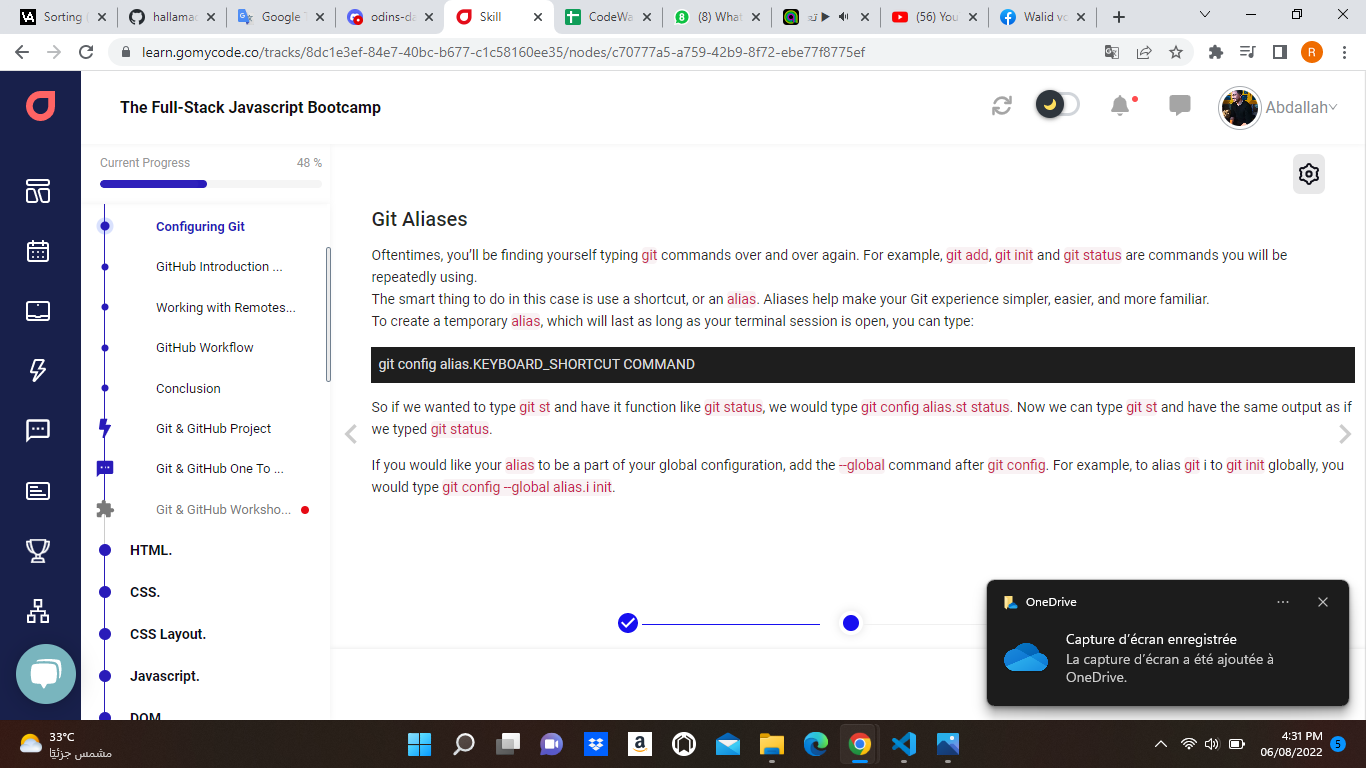 Sorting
hallamac
Google T
odins-da
Skill
CodeWa
(8) What
(56) You
Walid vo
learn.gomycode.co/tracks/8dc1e3ef-84e7-40bc-b677-c1c58160ee35/nodes/c70777a5-a759-42b9-8f72-ebe77f8775ef
R
The Full-Stack Javascript Bootcamp
Abdallah
Current Progress
48 %
Configuring Git
GitHub Introduction ...
Working with Remotes...
GitHub Workflow
Conclusion
Git & GitHub Project
Git & GitHub One To ...
Git & GitHub Worksho...
HTML.
CSS.
CSS Layout.
Javascript.
DOM
Git Aliases
Oftentimes, you’ll be finding yourself typing git commands over and over again. For example, git add, git init and git status are commands you will be
repeatedly using.
The smart thing to do in this case is use a shortcut, or an alias. Aliases help make your Git experience simpler, easier, and more familiar.
To create a temporary alias, which will last as long as your terminal session is open, you can type:
git config alias.KEYBOARD_SHORTCUT COMMAND
So if we wanted to type git st and have it function like git status, we would type git config alias.st status. Now we can type git st and have the same output as if
we typed git status.
If you would like your alias to be a part of your global configuration, add the --global command after git config. For example, to alias git i to git init globally, you
would type git config --global alias.i init.
OneDrive
Capture d’écran enregistrée
La capture d’écran a été ajoutée à
OneDrive.
33°C
مشمس جزئيًا
4:31 PM
06/08/2022
5